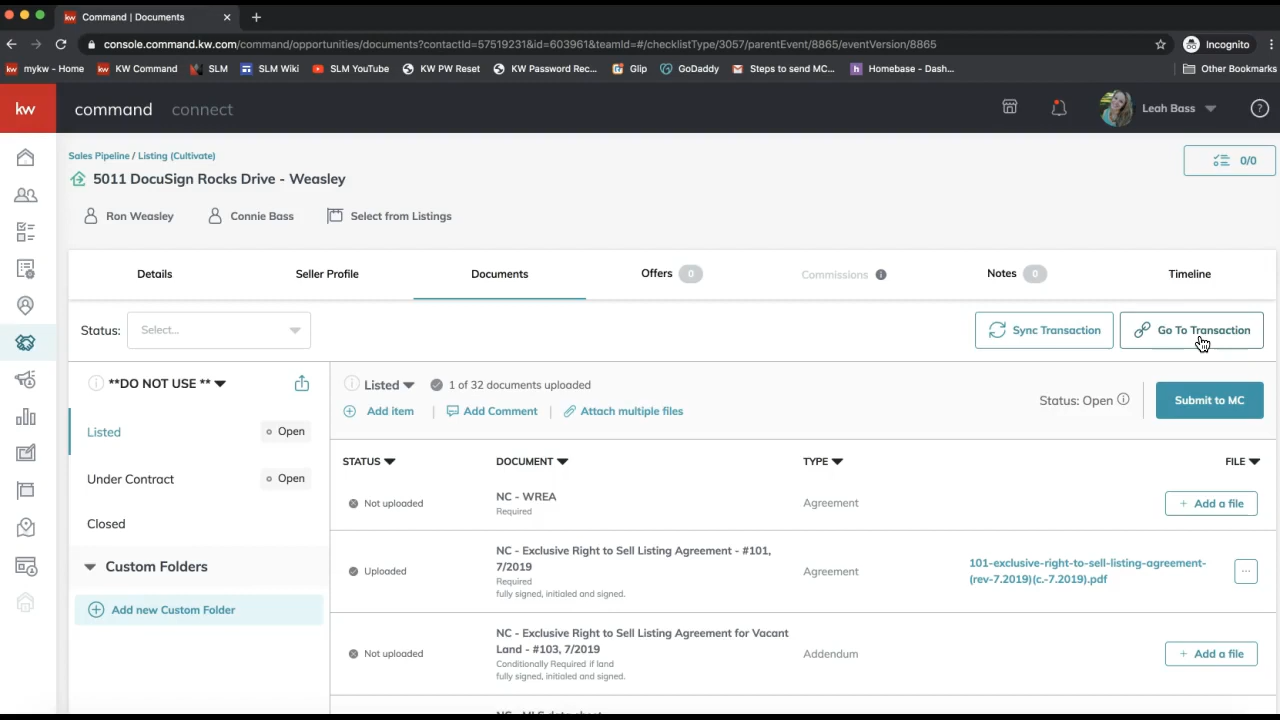 kw Command | Documents
console.command.kw.com/command/opportunities/documents?contactId=57519231&id=603961&teamId=#/checklistType/3057/parentEvent/8865/eventVersion/8865
Incognito
kw mykw - Home
kw KW Command
SLM
SLM Wiki
SLM YouTube
KW PW Reset
KW Password Rec...
Glip
GoDaddy
Steps to send MC...
h Homebase - Dash...
Other Bookmarks
kw command connect
Leah Bass
Sales Pipeline / Listing (Cultivate)
0/0
5011 DocuSign Rocks Drive - Weasley
Ron Weasley
Connie Bass
Select from Listings
Details
Seller Profile
Documents
Offers 0
Commissions
Notes 0
Timeline
Status: Select...
Sync Transaction
Go To Transaction
**DO NOT USE **
Listed Open
Under Contract Open
Closed
Custom Folders
Add new Custom Folder
Listed
1 of 32 documents uploaded
Add item
Add Comment
Attach multiple files
Status: Open
Submit to MC
STATUS DOCUMENT TYPE FILE
Not uploaded
NC - WREA
Required
Agreement
+ Add a file
Uploaded
NC - Exclusive Right to Sell Listing Agreement - #101,
7/2019
Required
fully signed, initialed and signed.
Agreement
101-exclusive-right-to-sell-listing-agreement-
(rev-7.2019)(c.-7.2019).pdf
...
Not uploaded
NC - Exclusive Right to Sell Listing Agreement for Vacant
Land - #103, 7/2019
Conditionally Required if land
fully signed, initialed and signed.
Addendum
+ Add a file